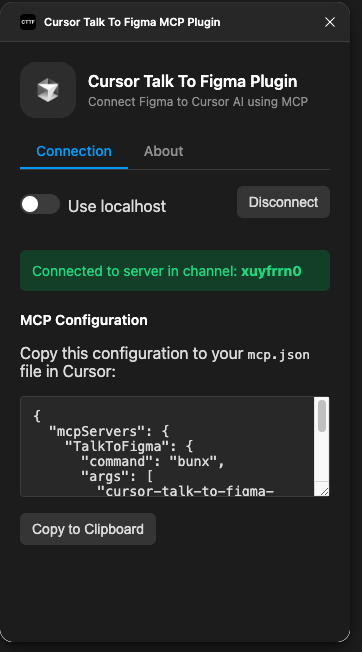 CTTF Cursor Talk To Figma MCP Plugin
Cursor Talk To Figma Plugin
Connect Figma to Cursor AI using MCP
Connection About
Use localhost Disconnect
Connected to server in channel: xuyfrrn0
MCP Configuration
Copy this configuration to your mcp.json
file in Cursor:
{
"mcpServers": {
"TalkToFigma": {
"command": "bunx",
"args": [
"cursor-talk-to-figma-
Copy to Clipboard